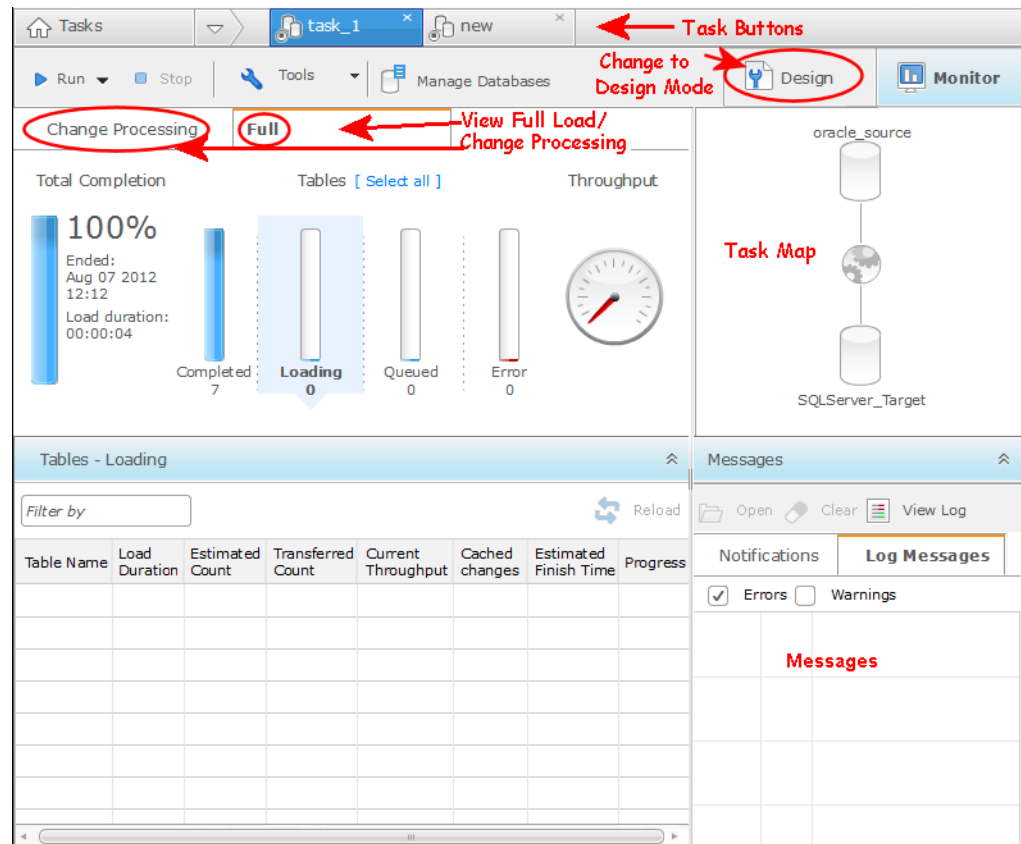 Tasks task_1 × new × Task Buttons
Run Stop Tools Manage Databases Change to Design Mode Design Monitor
Change Processing Full View Full Load/ Change Processing
Total Completion Tables [ Select all ] Throughput
100%
Ended:
Aug 07 2012
12:12
Load duration:
00:00:04
Completed
7
Loading
0
Queued
0
Error
0
oracle_source
Task Map
SQLServer_Target
Tables - Loading
Filter by Reload
Table Name Load Duration Estimated Count Transferred Count Current Throughput Cached changes Estimated Finish Time Progress
Messages
Open Clear View Log
Notifications Log Messages
Errors Warnings
Messages